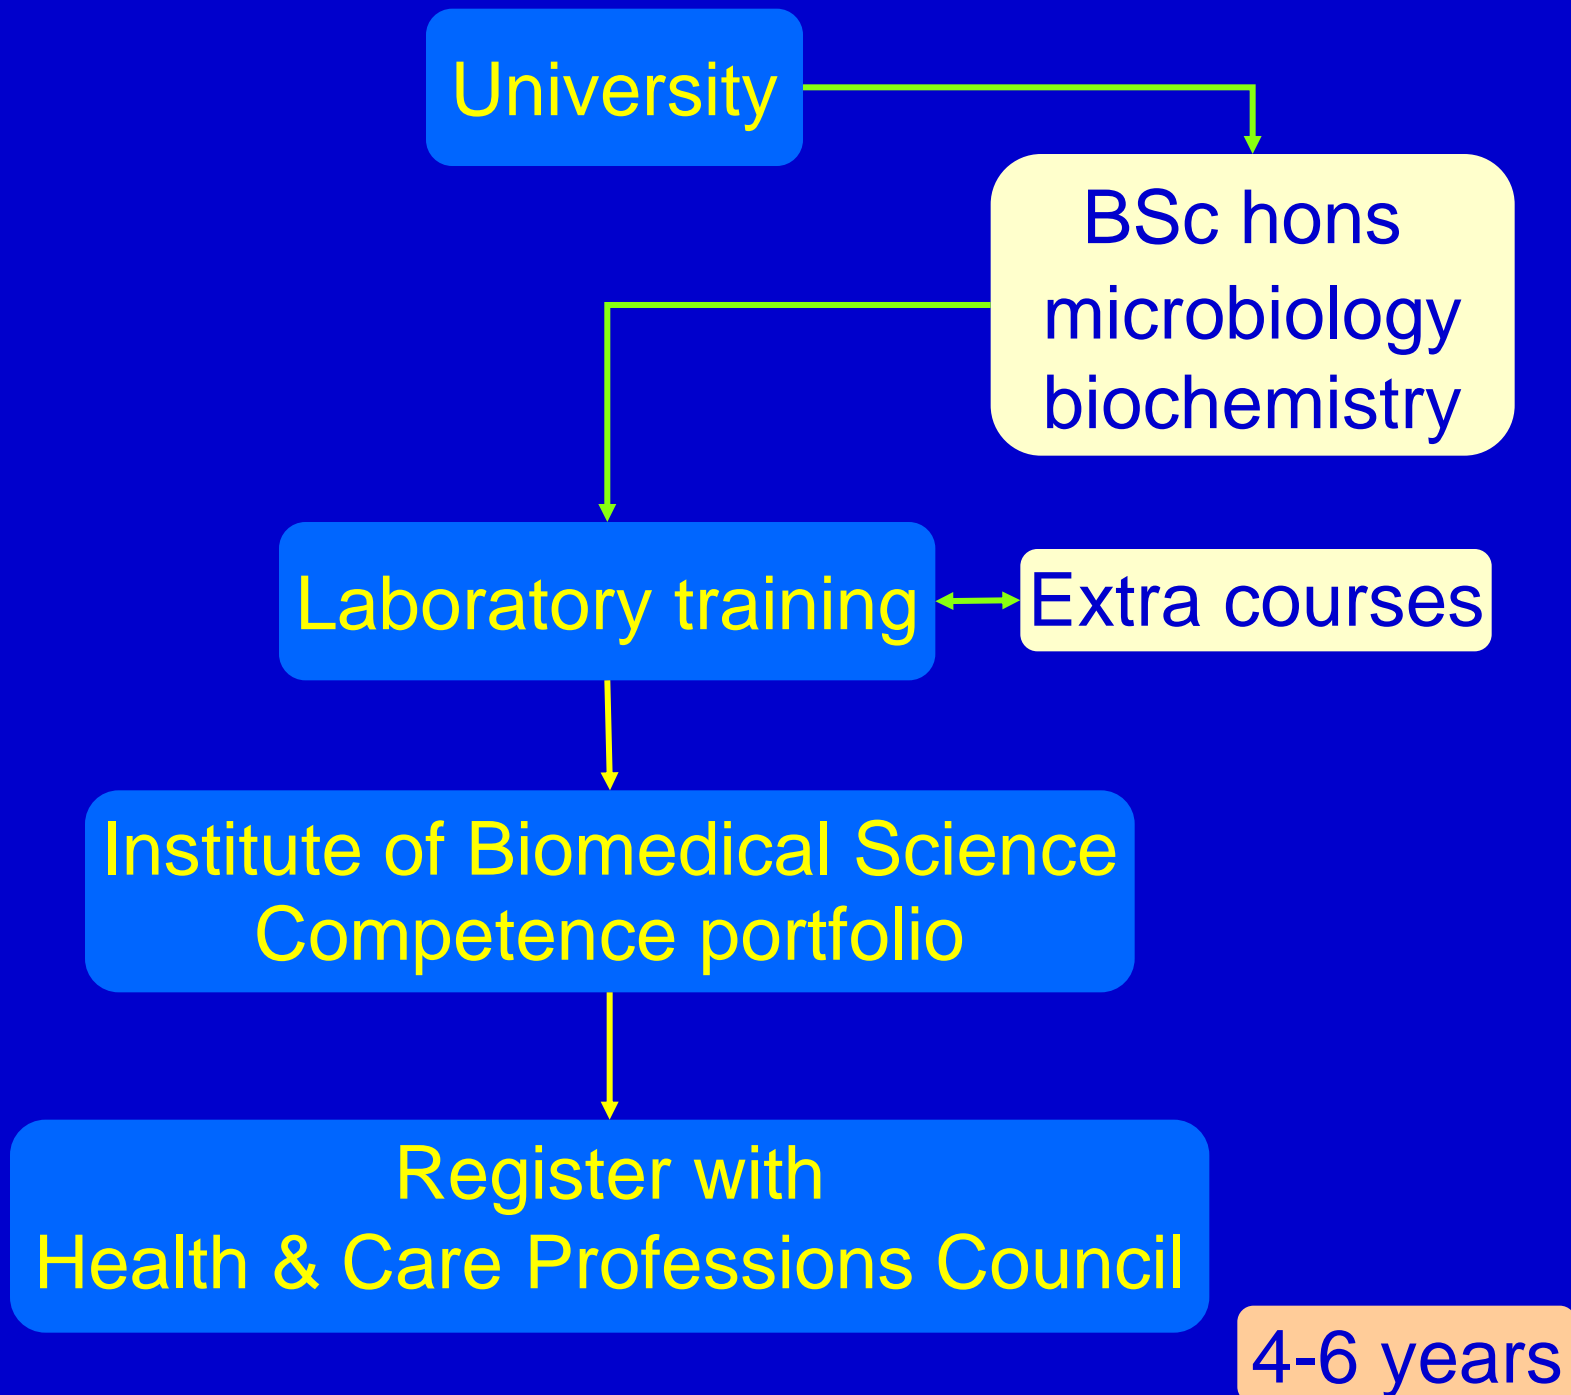 University
BSc hons
microbiology
biochemistry
Laboratory training
Extra courses
Institute of Biomedical Science
Competence portfolio
Register with
Health & Care Professions Council
4-6 years